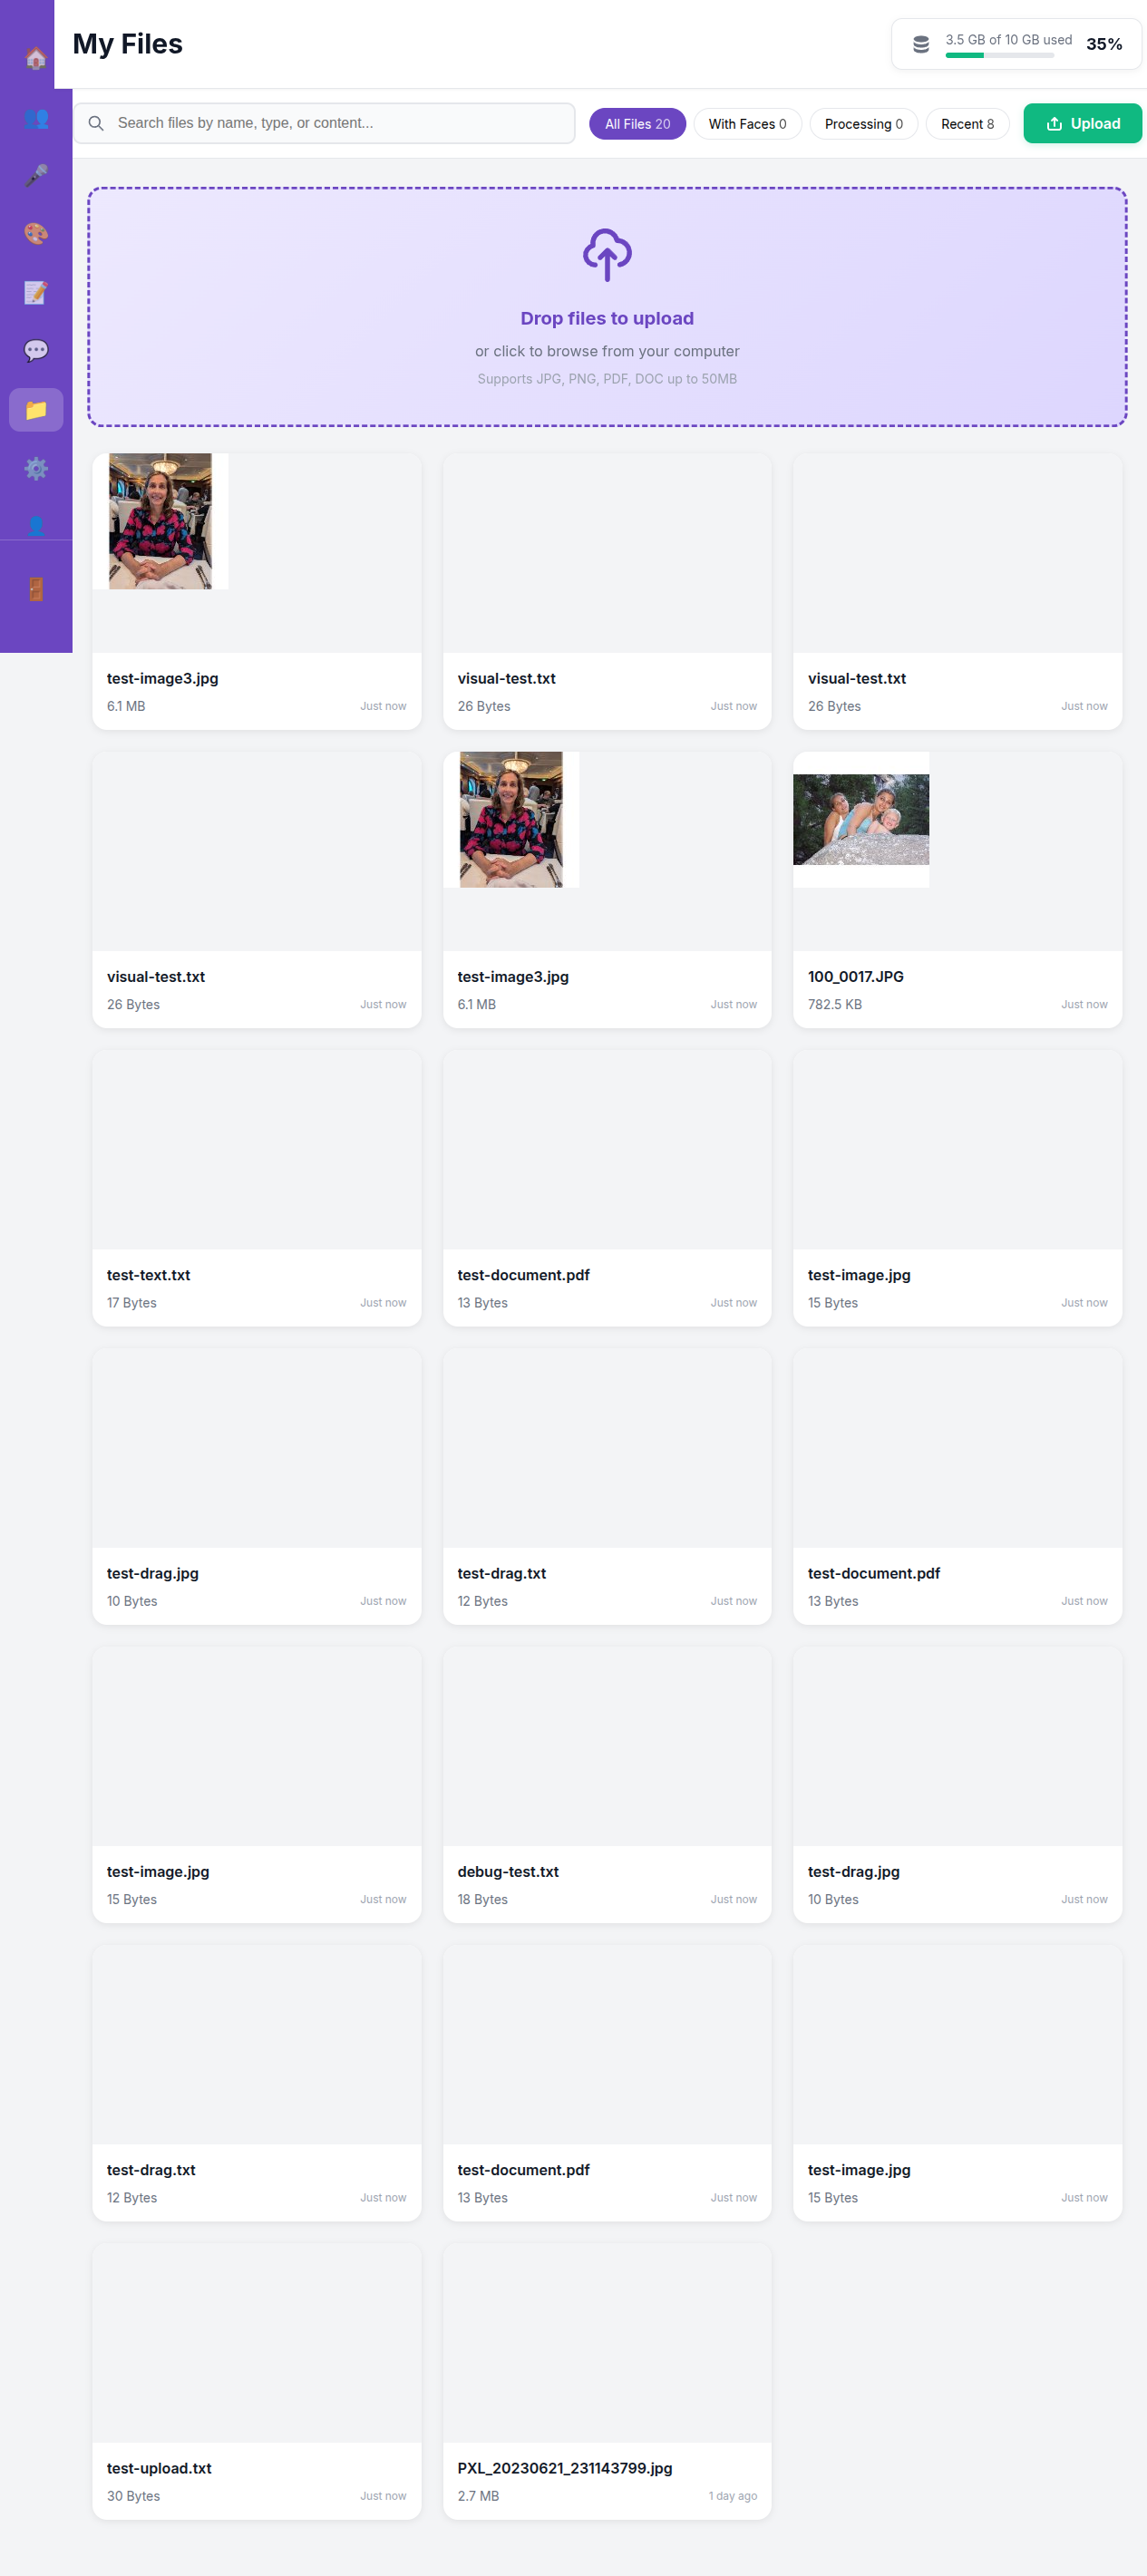 My Files
3.5 GB of 10 GB used 35%
Search files by name, type, or content...
All Files 20 With Faces 0 Processing 0 Recent 8 Upload
Drop files to upload
or click to browse from your computer
Supports JPG, PNG, PDF, DOC up to 50MB
test-image3.jpg visual-test.txt visual-test.txt
6.1 MB Just now 26 Bytes Just now 26 Bytes Just now
visual-test.txt test-image3.jpg 100_0017.JPG
26 Bytes Just now 6.1 MB Just now 782.5 KB Just now
test-text.txt test-document.pdf test-image.jpg
17 Bytes Just now 13 Bytes Just now 15 Bytes Just now
test-drag.jpg test-drag.txt test-document.pdf
10 Bytes Just now 12 Bytes Just now 13 Bytes Just now
test-image.jpg debug-test.txt test-drag.jpg
15 Bytes Just now 18 Bytes Just now 10 Bytes Just now
test-drag.txt test-document.pdf test-image.jpg
12 Bytes Just now 13 Bytes Just now 15 Bytes Just now
test-upload.txt PXL_20230621_231143799.jpg
30 Bytes Just now 2.7 MB 1 day ago